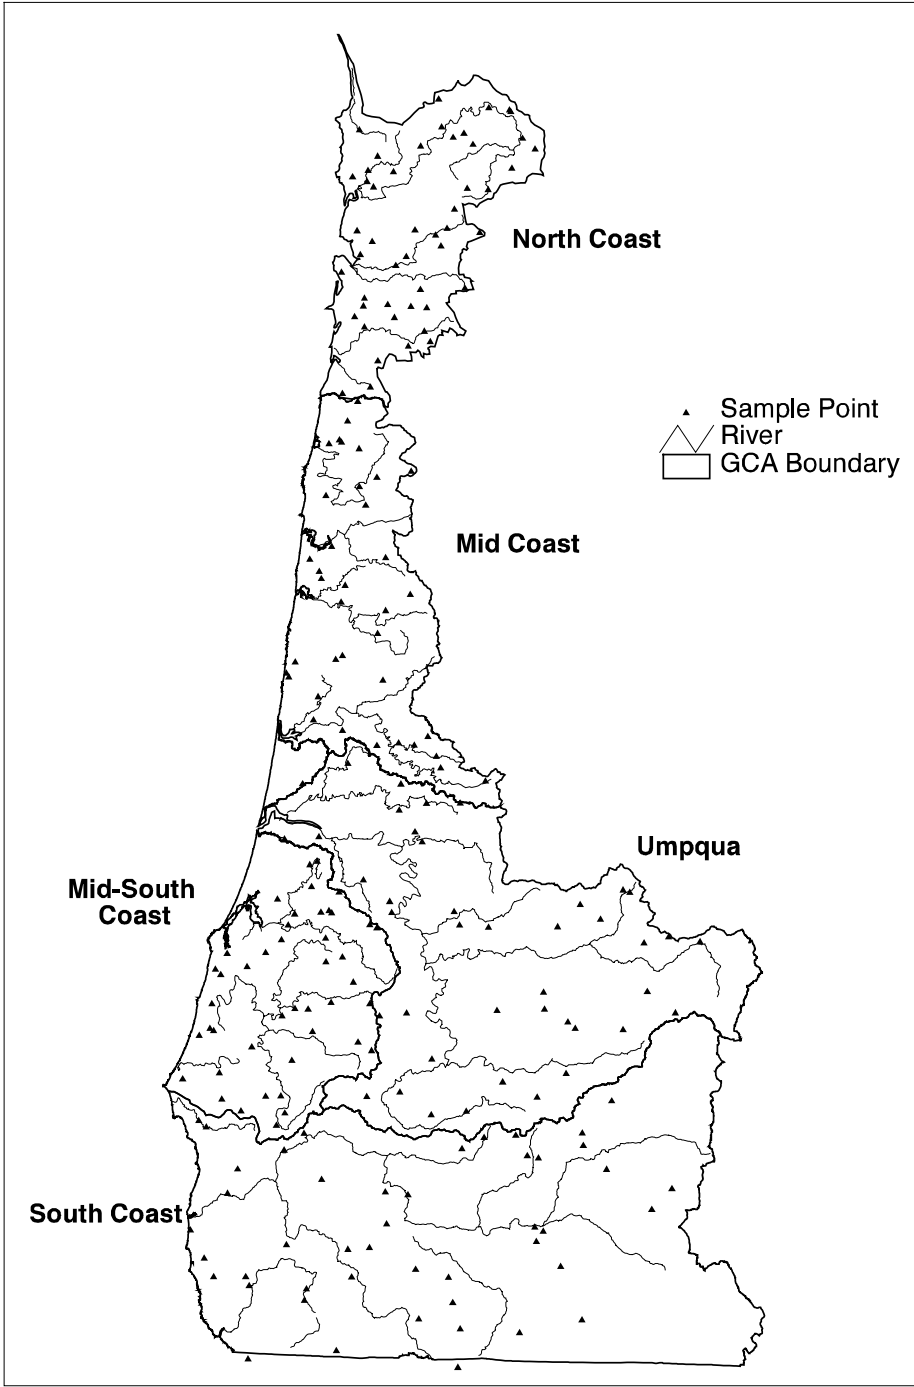 North Coast
Sample Point
River
GCA Boundary
Mid Coast
Umpqua
Mid-South
Coast
South Coast